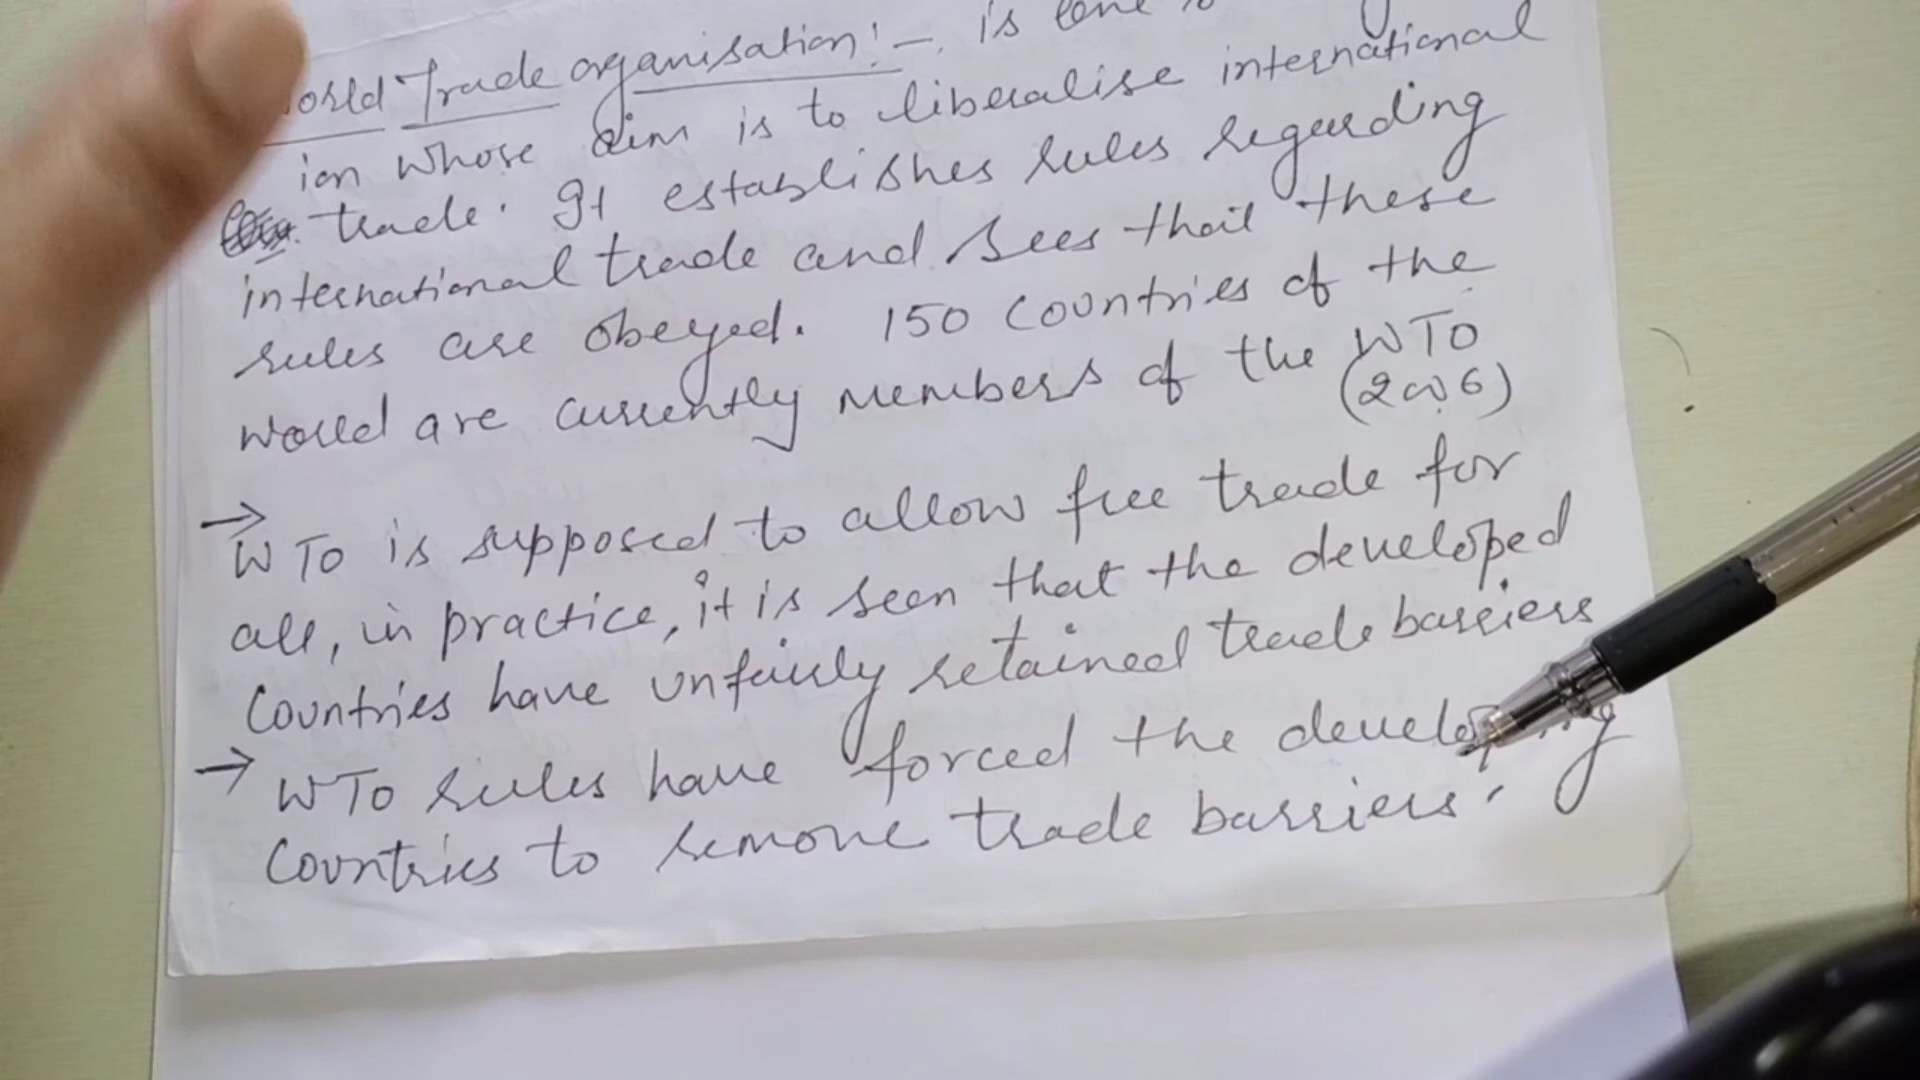 World Trade organisation:- is
ion whose aim is to liberalise international
trade. It establishes rules regarding
international trade and sees that these
rules are obeyed. 150 countries of the
world are currently members of the WTO
(2006)
→ WTO is supposed to allow free trade for
all, in practice, it is seen that the developed
Countries have unfairly retained trade barriers
→ WTO rules have forced the developing
Countries to remove trade barriers.